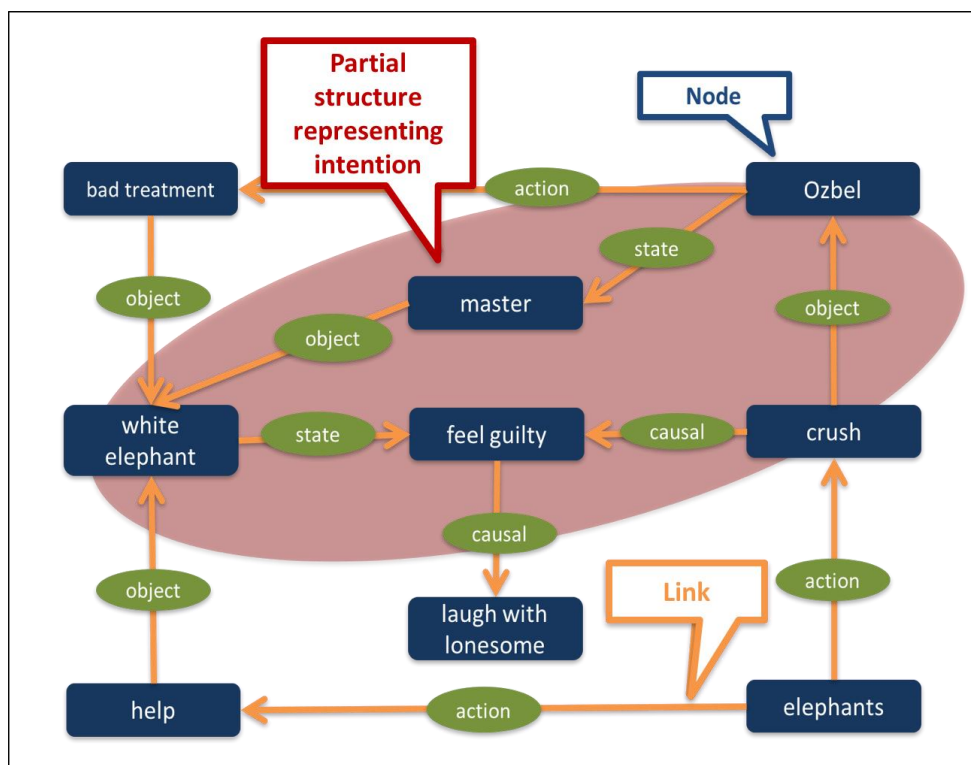 Partial
structure
representing
intention
Node
bad treatment
action
Ozbel
state
object
master
object
object
white
elephant
state
feel guilty
causal
crush
causal
object
action
Link
laugh with
lonesome
help
action
elephants